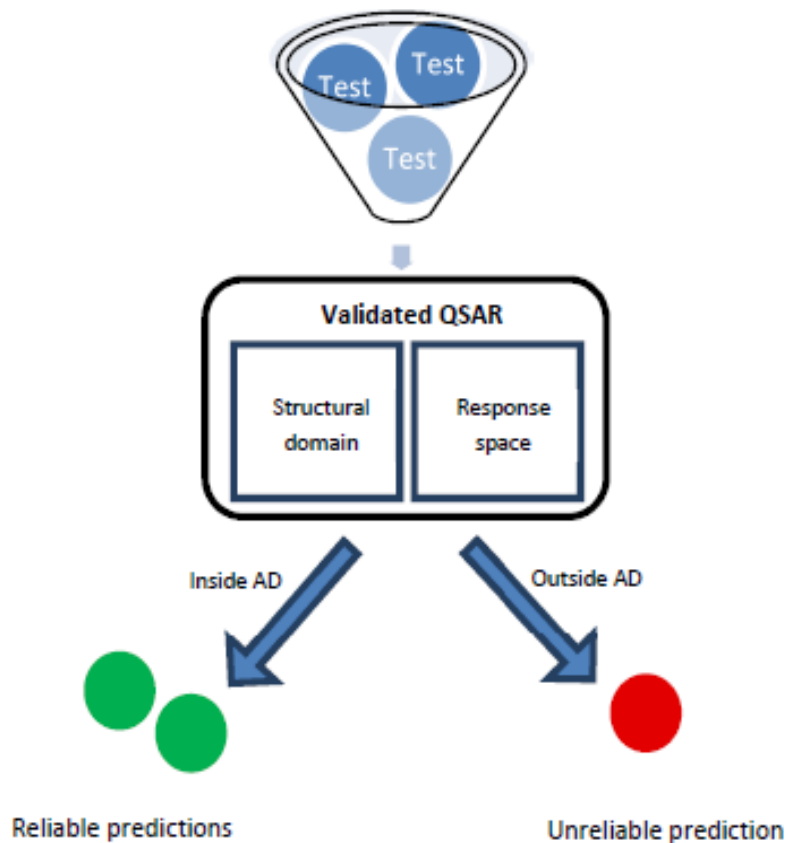 Test
Test
Test
Validated QSAR
Structural
domain
Response
space
Inside AD
Outside AD
Reliable predictions
Unreliable prediction